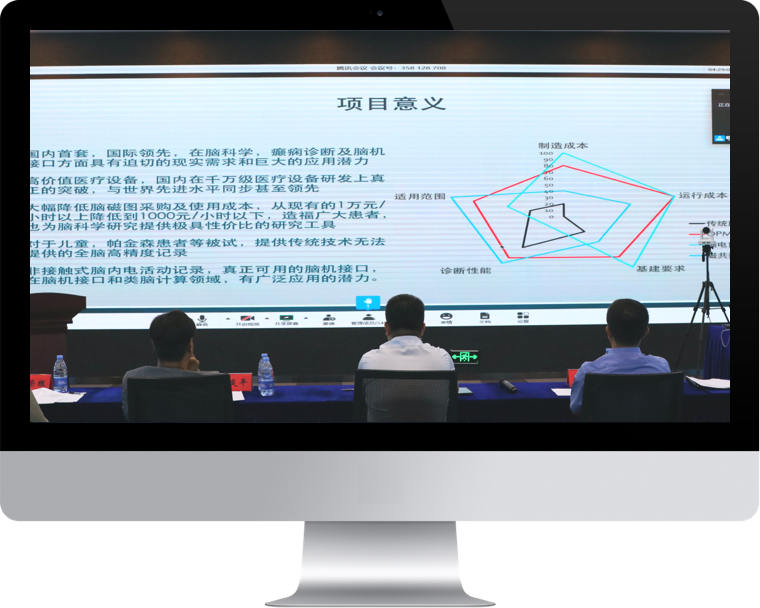 腾讯会议 会议号: 358 128 708
项目意义
国内首套，国际领先，在脑科学，癫痫诊断及脑机
接口方面具有迫切的现实需求和巨大的应用潜力
高价值医疗设备，国内在千万级医疗设备研发上真
正的突破，与世界先进水平同步甚至领先
大幅降低脑磁图采购及使用成本，从现有的1万元/
小时以上降低到1000元/小时以下，造福广大患者，
也为脑科学研究提供极具性价比的研究工具
对于儿童，帕金森患者等被试，提供传统技术无法
提供的全脑高精度记录
非接触式脑内电活动记录，真正可用的脑机接口，
在脑机接口和类脑计算领域，有广泛应用的潜力。
制造成本
100
90
80
70
60
50
40
30
20
10
0
适用范围
运行成本
诊断性能
基建要求
传统
OPM
脑电
磁共
开启视频
共享屏幕
邀请
管理成员
表情
文档
设置